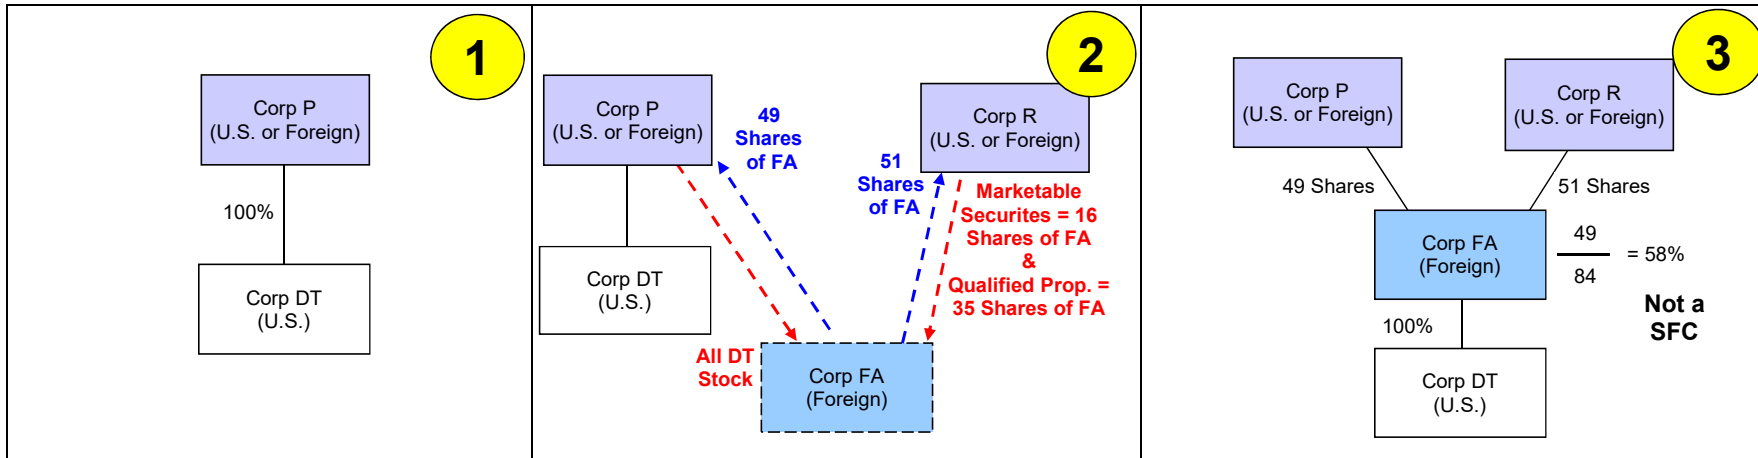 1
Corp P
(U.S. or Foreign)
100%
Corp DT
(U.S.)
2
Corp P
(U.S. or Foreign)
49
Shares
of FA
Corp R
(U.S. or Foreign)
51
Shares
of FA
Marketable
Securites = 16
Shares of FA
&
Qualified Prop. =
35 Shares of FA
Corp DT
(U.S.)
All DT
Stock
Corp FA
(Foreign)
3
Corp P
(U.S. or Foreign)
Corp R
(U.S. or Foreign)
49 Shares
51 Shares
Corp FA
(Foreign)
49
84
= 58%
Not a
SFC
100%
Corp DT
(U.S.)